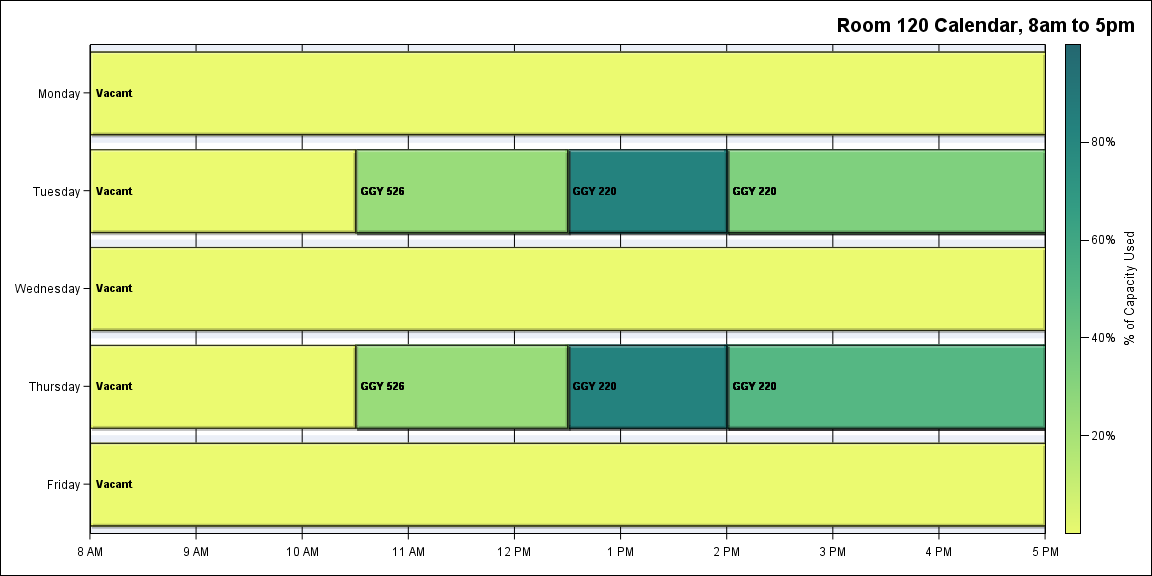 Room 120 Calendar, 8am to 5pm
Monday
Vacant
Tuesday
Vacant
GGY 526
GGY 220
GGY 220
Wednesday
Vacant
Thursday
Vacant
GGY 526
GGY 220
GGY 220
Friday
Vacant
8 AM
9 AM
10 AM
11 AM
12 PM
1 PM
2 PM
3 PM
4 PM
5 PM
80%
60%
40%
20%
% of Capacity Used